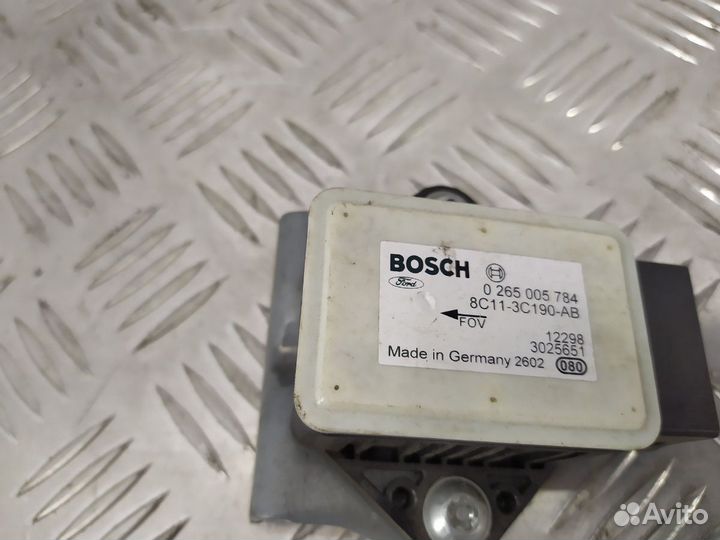 BOSCH
Ford
0 265 005 784
8C11-3C190-AB
FOV
12298
3025651
Made in Germany 2602 080
Avito